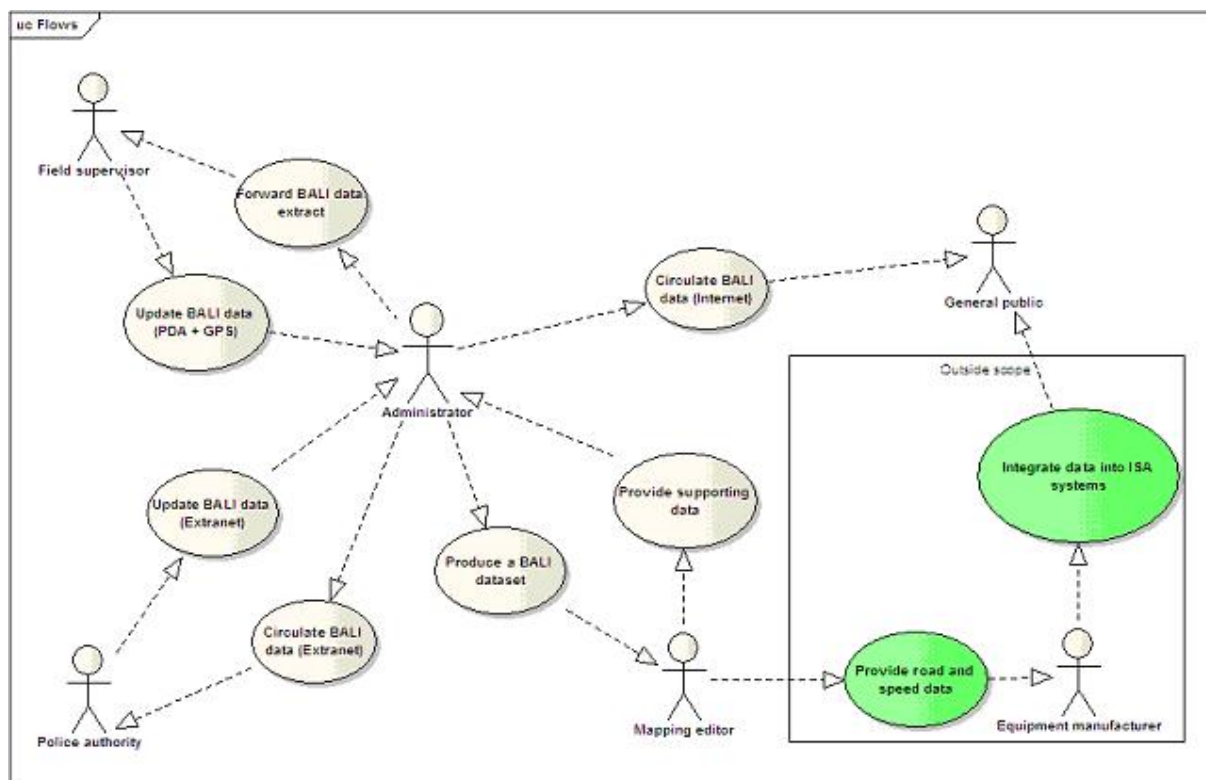 uc Flows
Field supervisor
Forward BALI data
extract
Update BALI data
(PDA + GPS)
Administrator
Circulate BALI
data (Internet)
General public
Outside scope
Integrate data into ISA
systems
Update BALI data
(Extranet)
Provide supporting
data
Produce a BALI
dataset
Circulate BALI
data (Extranet)
Provide road and
speed data
Police authority
Mapping editor
Equipment manufacturer